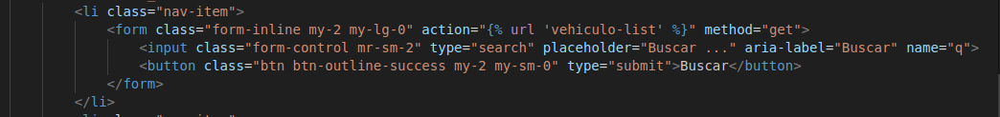 <li class="nav-item">
<form class="form-inline my-2 my-lg-0" action="{% url 'vehiculo-list' %}" method="get">
<input class="form-control mr-sm-2" type="search" placeholder="Buscar ..." aria-label="Buscar" name="q">
<button class="btn btn-outline-success my-2 my-sm-0" type="submit">Buscar</button>
</form>
</li>